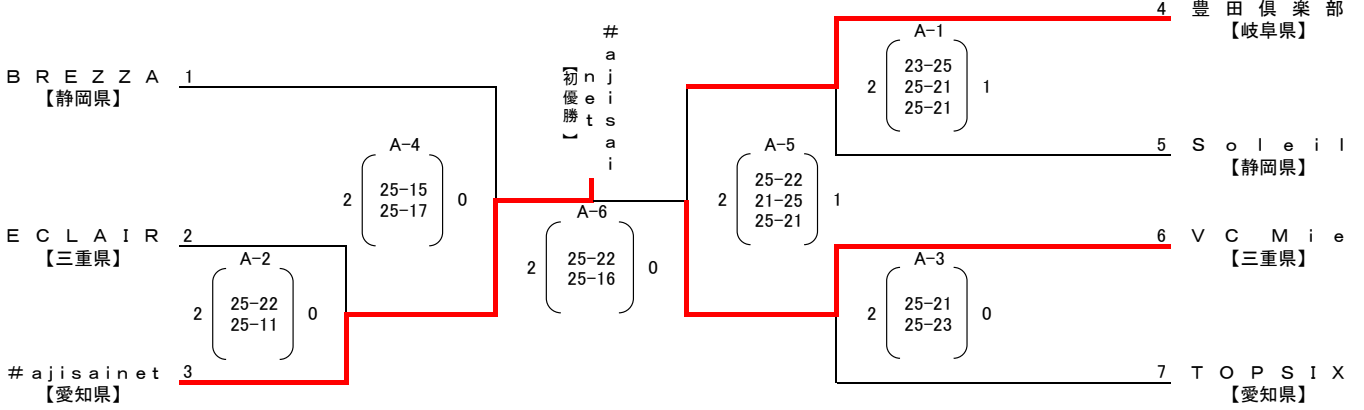 BREZZA 1
【静岡県】
ECLAIR 2
【三重県】
#ajisainet 3
【愛知県】
A-2
2 25-22 0
25-11
A-4
2 25-15 0
25-17
#ajisai
net
【初優勝】
A-6
2 25-22 0
25-16
A-5
25-22
2 21-25 1
25-21
A-1
23-25
2 25-21 1
25-21
A-3
2 25-21 0
25-23
4 豊田倶楽部
【岐阜県】
5 Soleil
【静岡県】
6 VC Mie
【三重県】
7 TOPSIX
【愛知県】